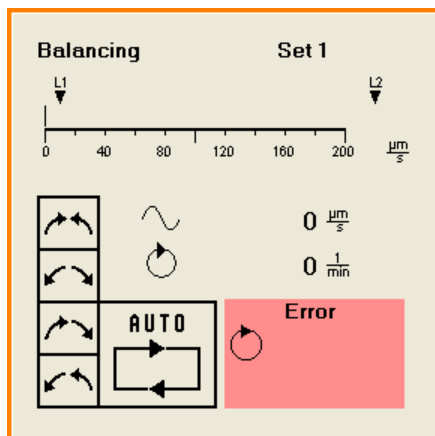 Balancing Set 1
L1 L2
0 40 80 120 160 200 µm/s
0 µm/s
0 1/min
AUTO
Error